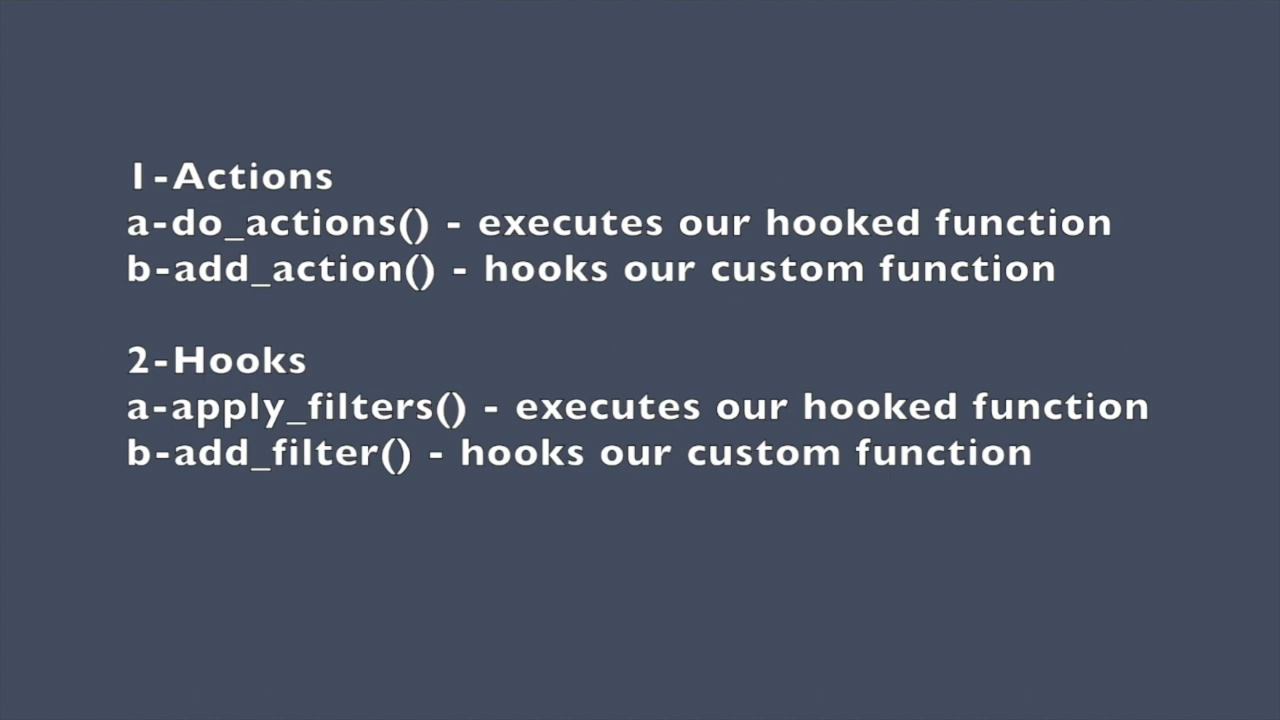 1-Actions
a-do_actions() - executes our hooked function
b-add_action() - hooks our custom function
2-Hooks
a-apply_filters() - executes our hooked function
b-add_filter() - hooks our custom function